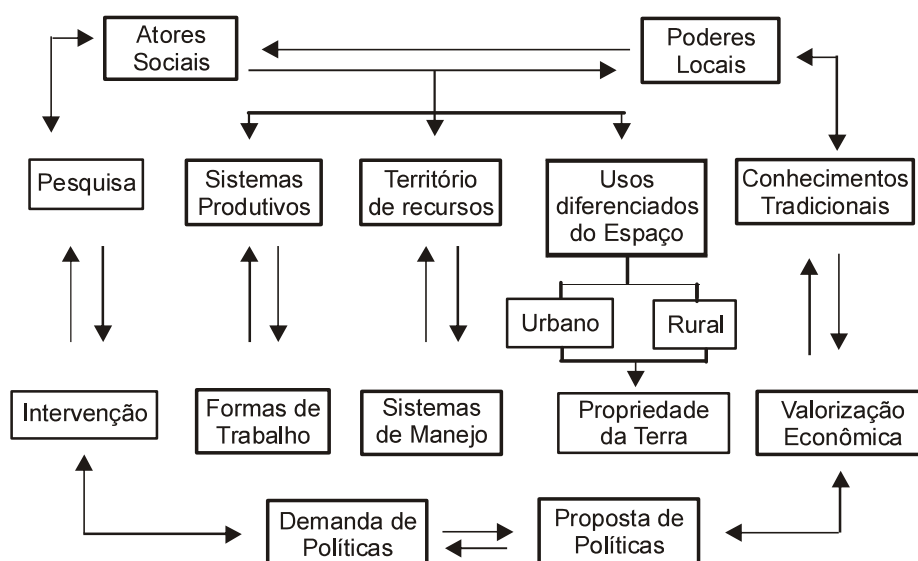 Atores
Sociais
Poderes
Locais
Pesquisa
Sistemas
Produtivos
Território
de recursos
Usos
diferenciados
do Espaço
Conhecimentos
Tradicionais
Urbano
Rural
Intervenção
Formas de
Trabalho
Sistemas
de Manejo
Propriedade
da Terra
Valorização
Econômica
Demanda de
Políticas
Proposta de
Políticas